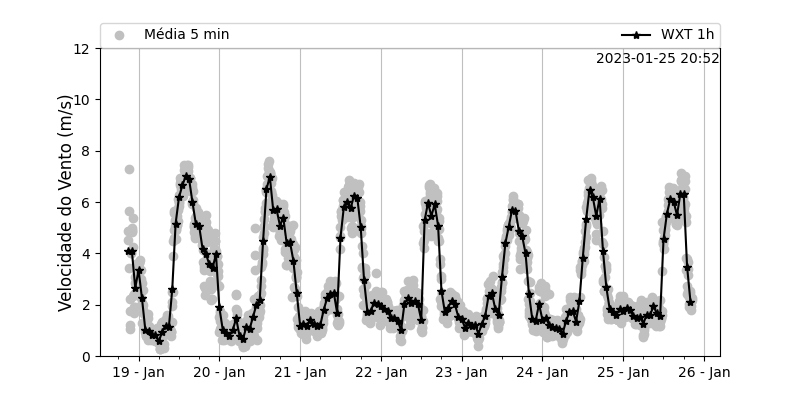 Média 5 min
WXT 1h
2023-01-25 20:52
Velocidade do Vento (m/s)
12
10
8
6
4
2
0
19 - Jan
20 - Jan
21 - Jan
22 - Jan
23 - Jan
24 - Jan
25 - Jan
26 - Jan